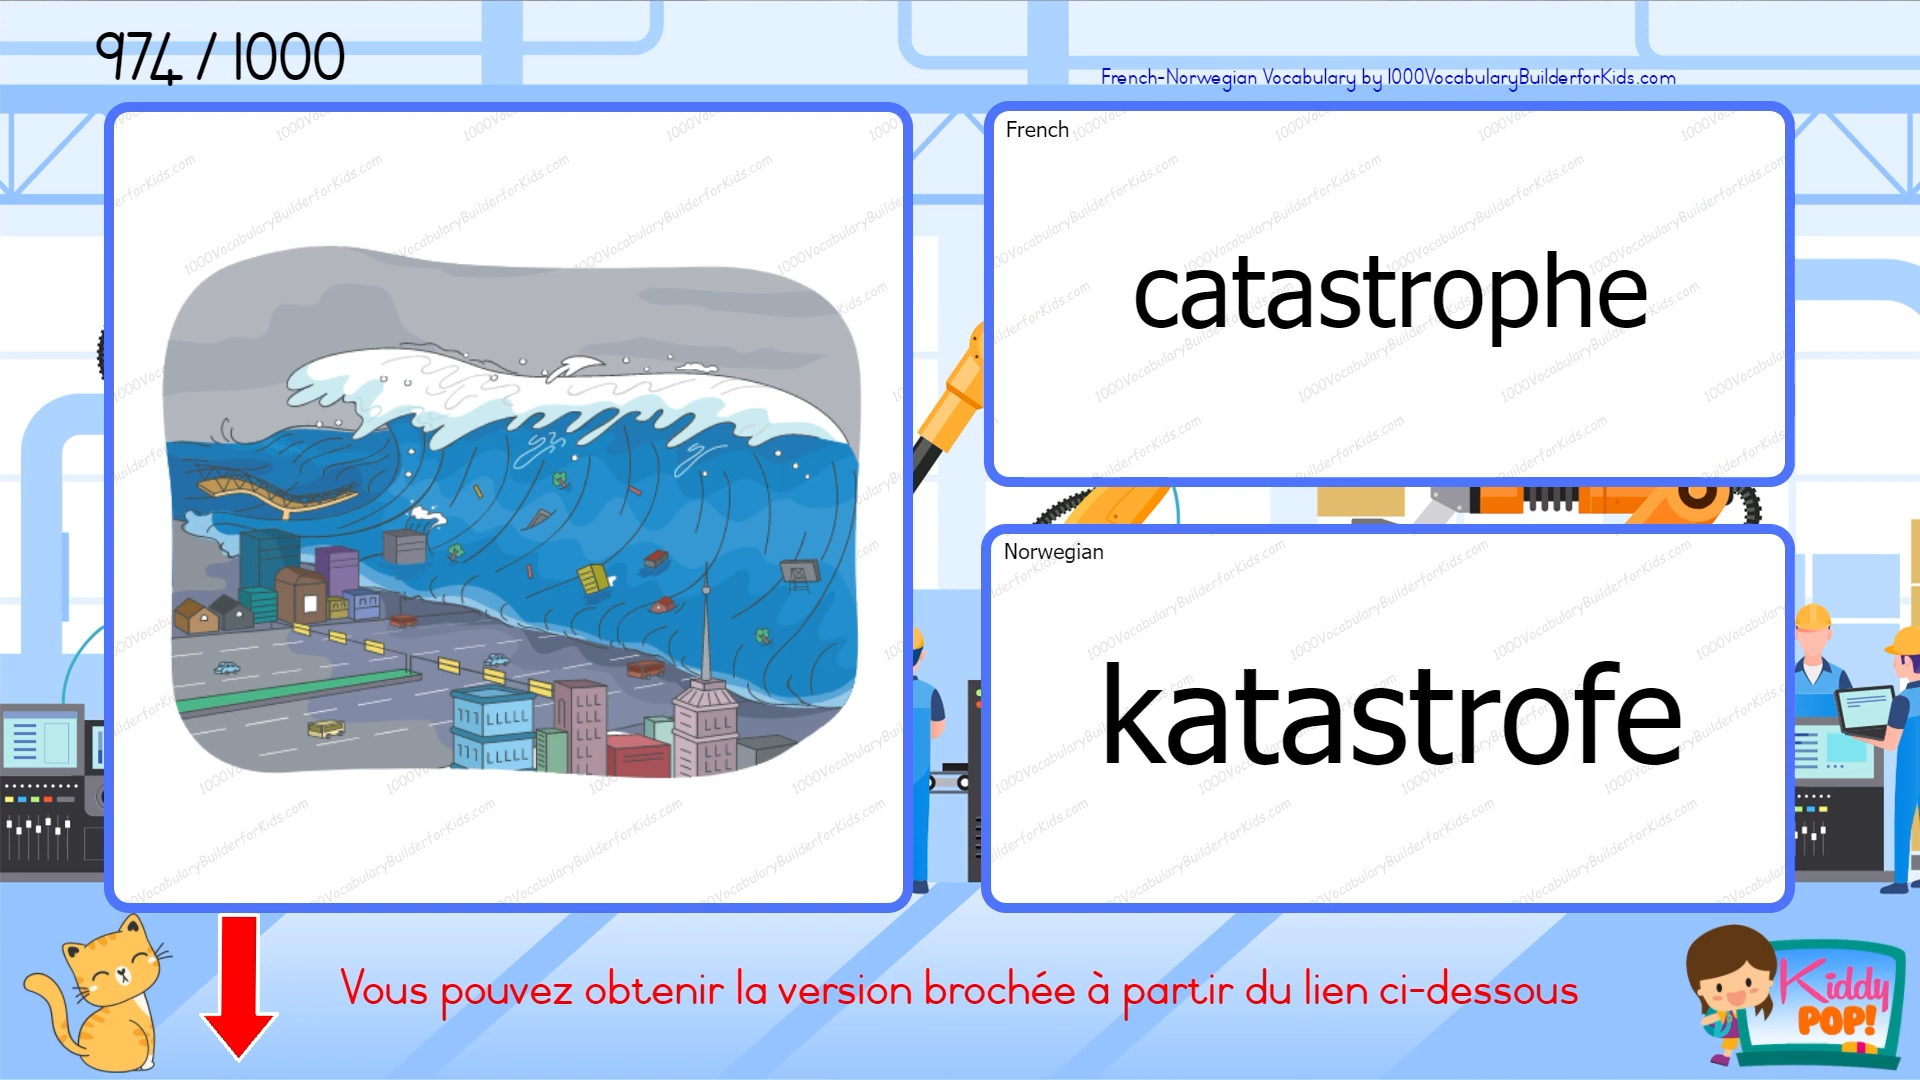 974 / 1000
French-Norwegian Vocabulary by 1000VocabularyBuilderforKids.com
French
catastrophe
Norwegian
katastrofe
Vous pouvez obtenir la version brochée à partir du lien ci-dessous
Kiddy
POP!